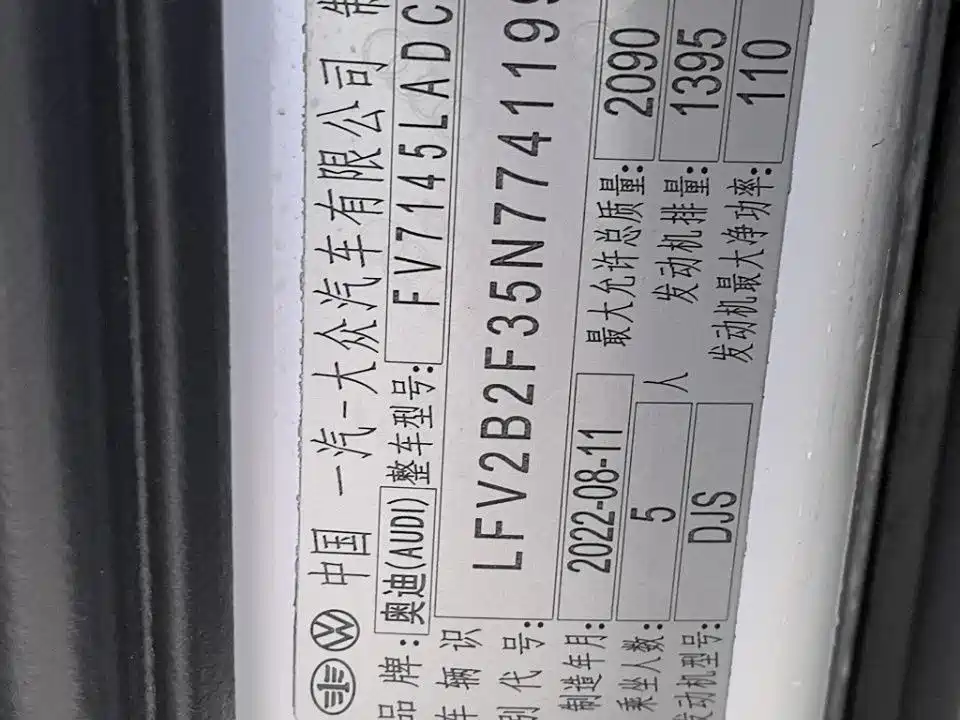 中国 一汽-大众汽车有限公司 制
品牌: 奥迪(AUDI) 整车型号: FV7145LADC
车辆识别代号: LFV2B2F35N774119
制造年月: 2022-08-11 最大允许总质量: 2090
乘坐人数: 5 人 发动机排量: 1395
发动机型号: DJS 发动机最大净功率: 110